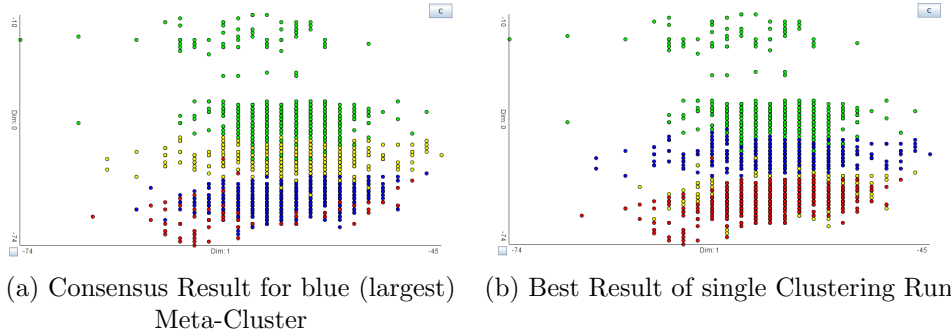 C
-10
Dim: 0
-74
-74
Dim: 1
-45
(a) Consensus Result for blue (largest)
Meta-Cluster
C
-10
Dim: 0
-74
-74
Dim: 1
-45
(b) Best Result of single Clustering Run